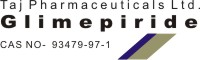 Taj Pharmaceuticals Ltd.
Glimepiride
CAS NO- 93479-97-1